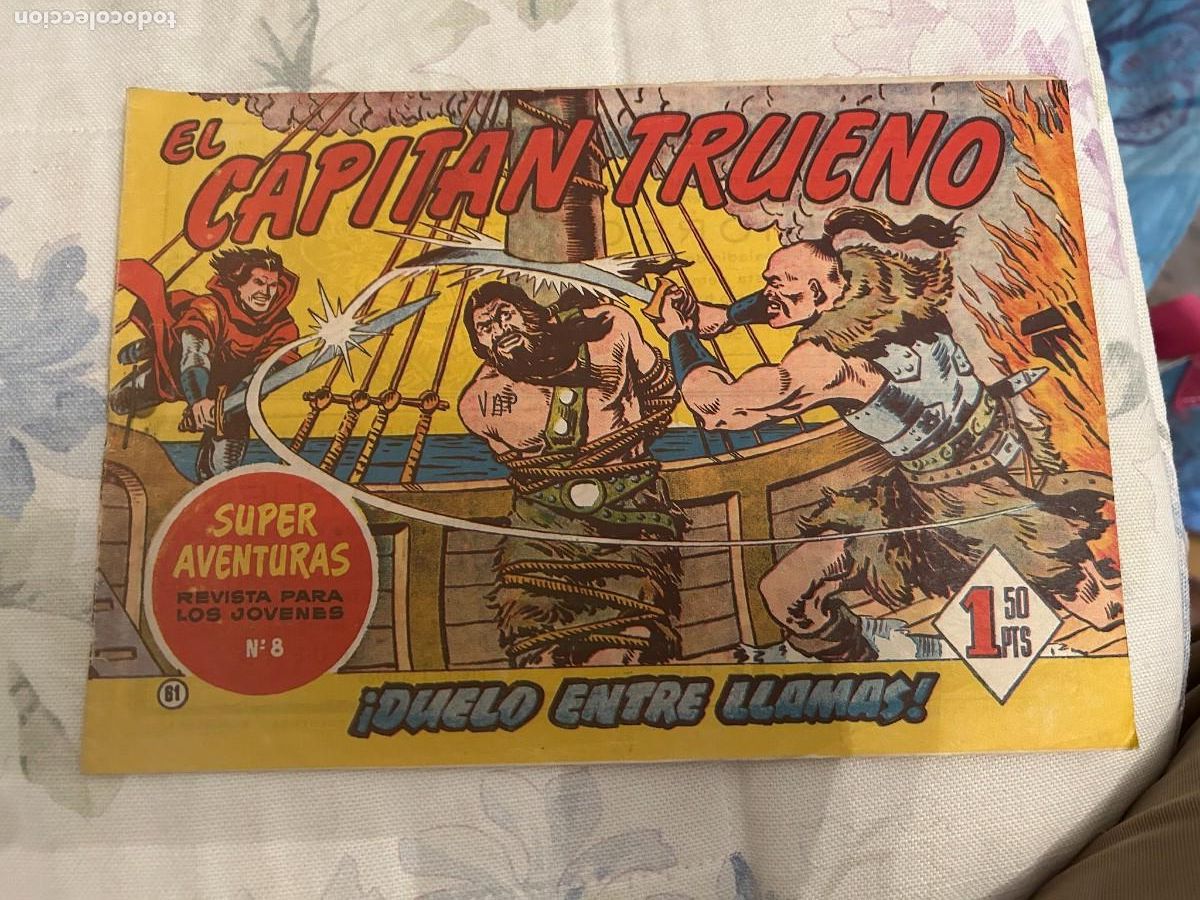 todocoleccion
EL
CAPITAN TRUENO
SUPER
AVENTURAS
REVISTA PARA
LOS JOVENES
Nº 8
61
1 50
PTS
¡DUELO ENTRE LLAMAS!